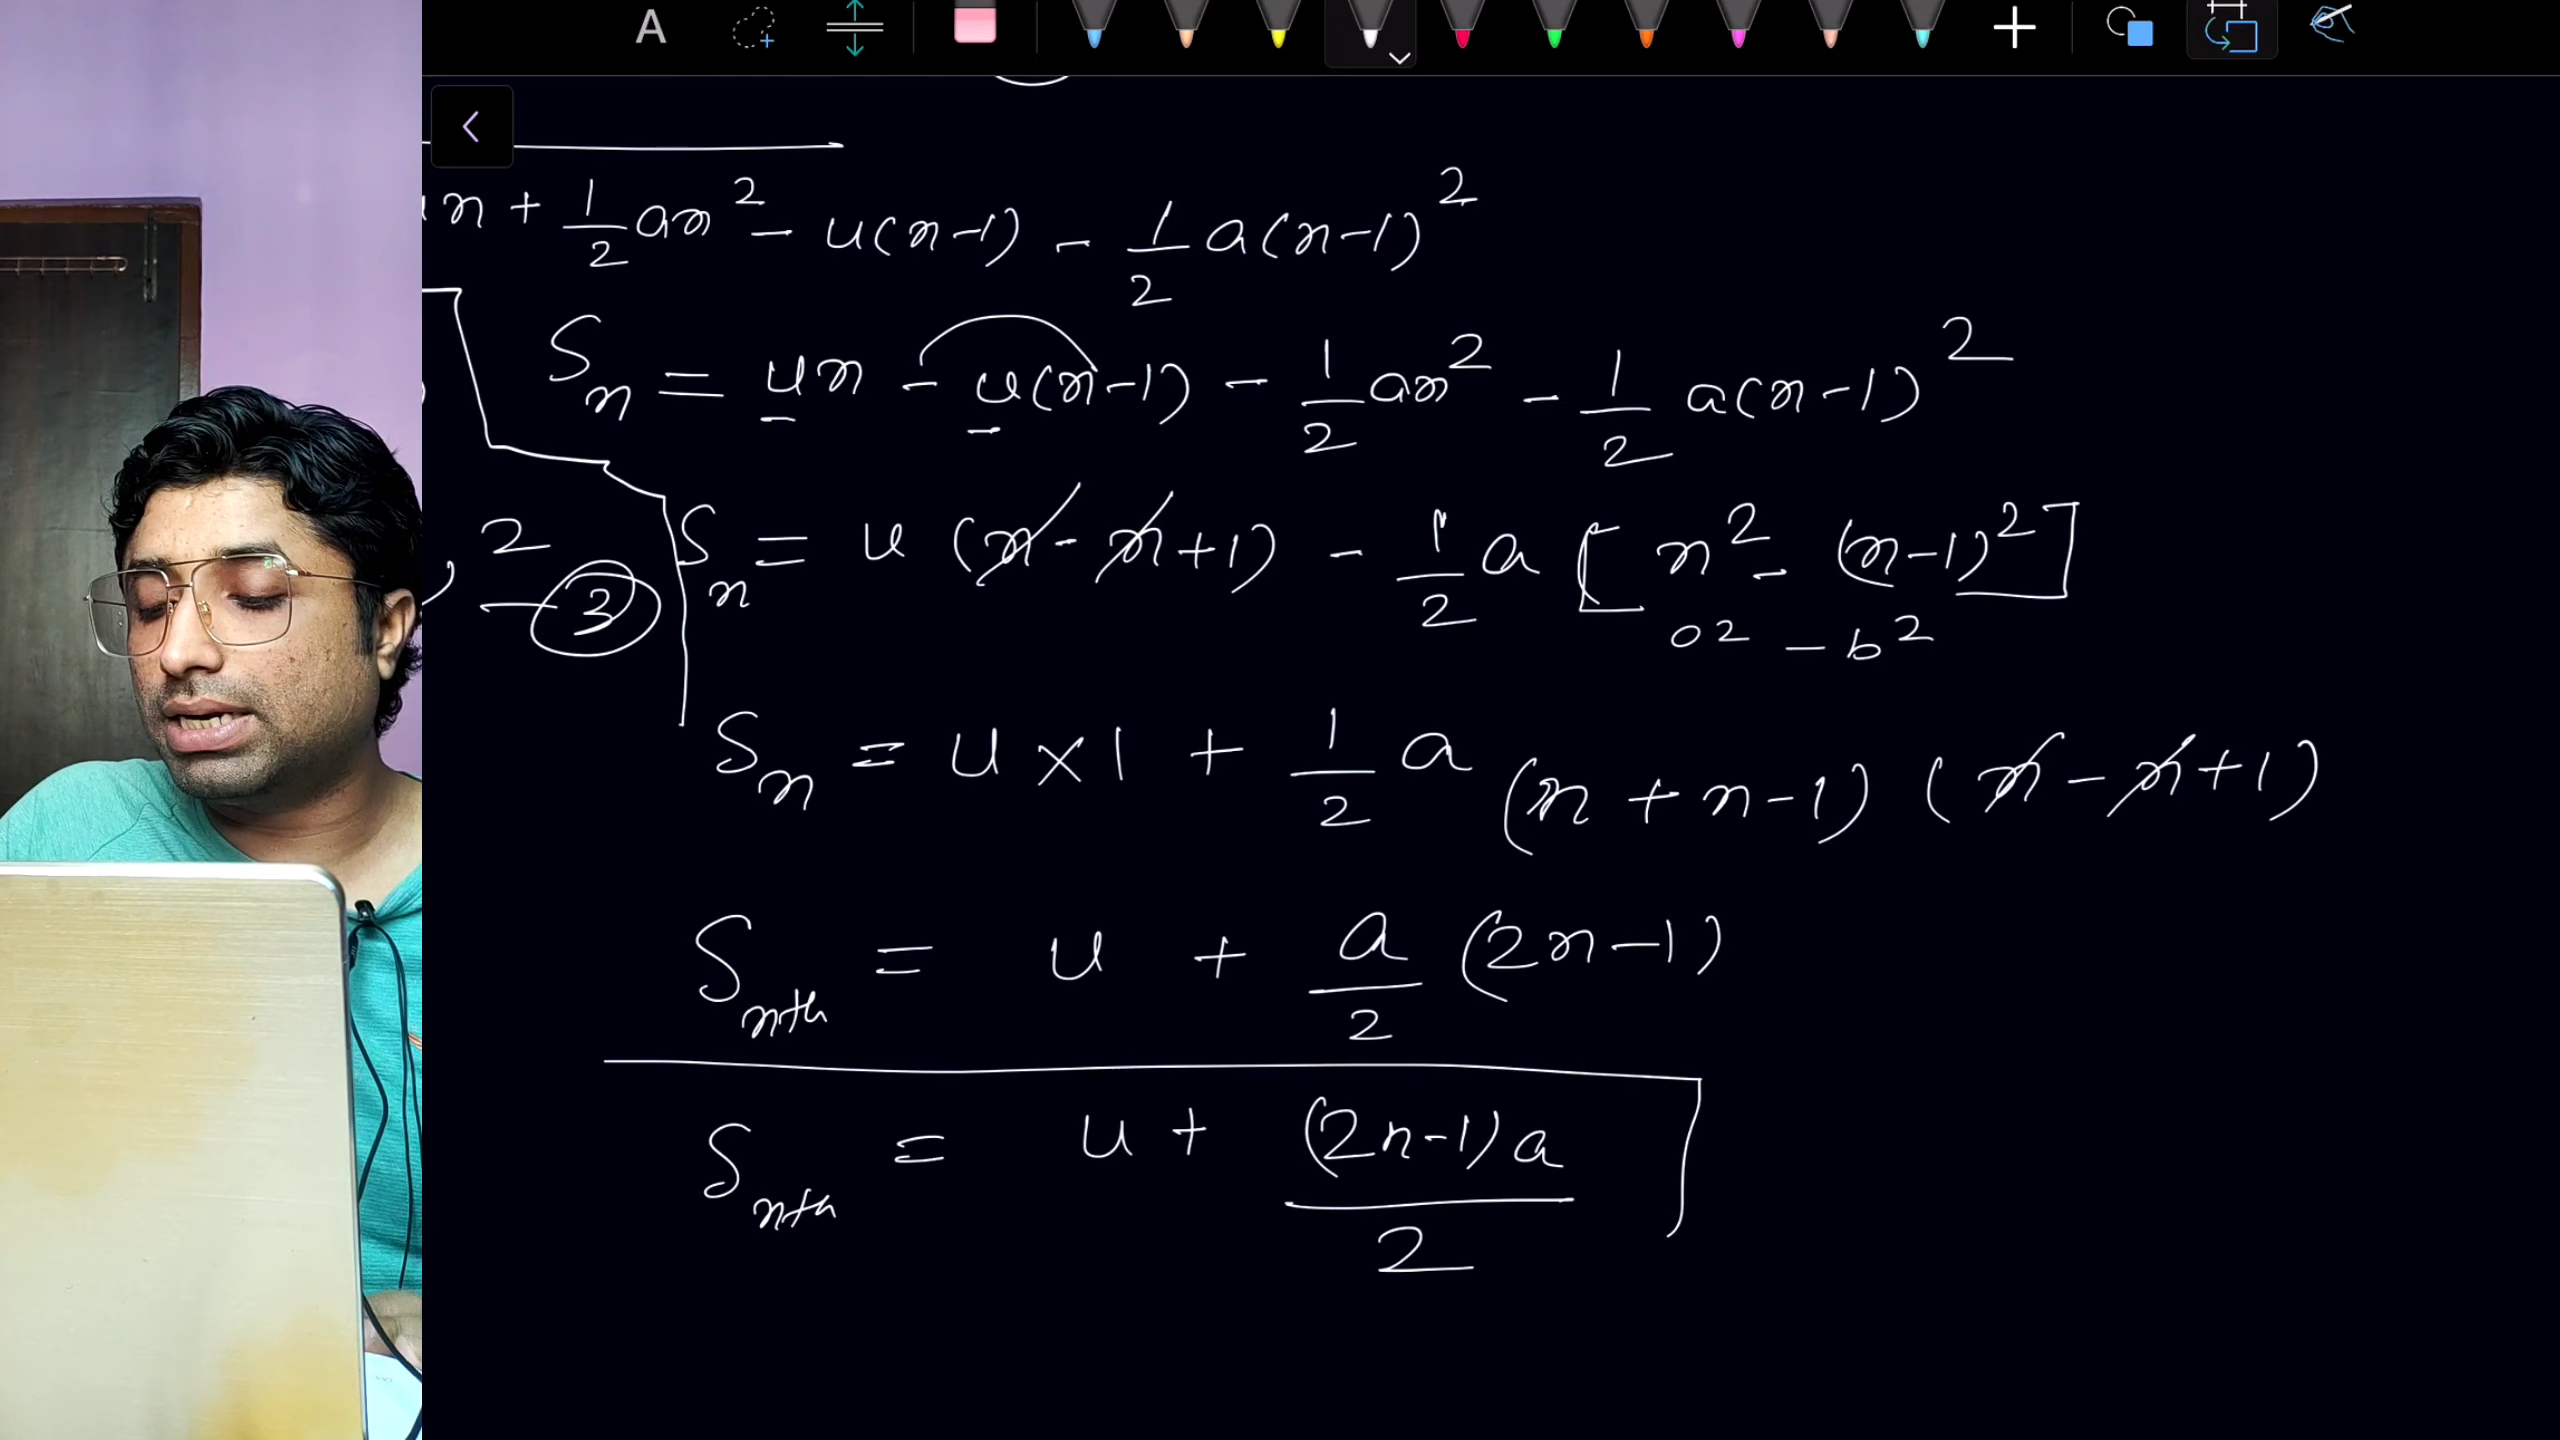 A
n + 1/2 an² - u(n-1) - 1/2 a(n-1)²
Sn = un - u(n-1) - 1/2 an² - 1/2 a(n-1)²
2
3
Sn = u (n - n + 1) - 1/2 a [ n² - (n-1)² ]
a² - b²
Sn = u × 1 + 1/2 a (n + n-1) (n - n + 1)
Snth = u + a/2 (2n-1)
Snth = u + (2n-1)a/2